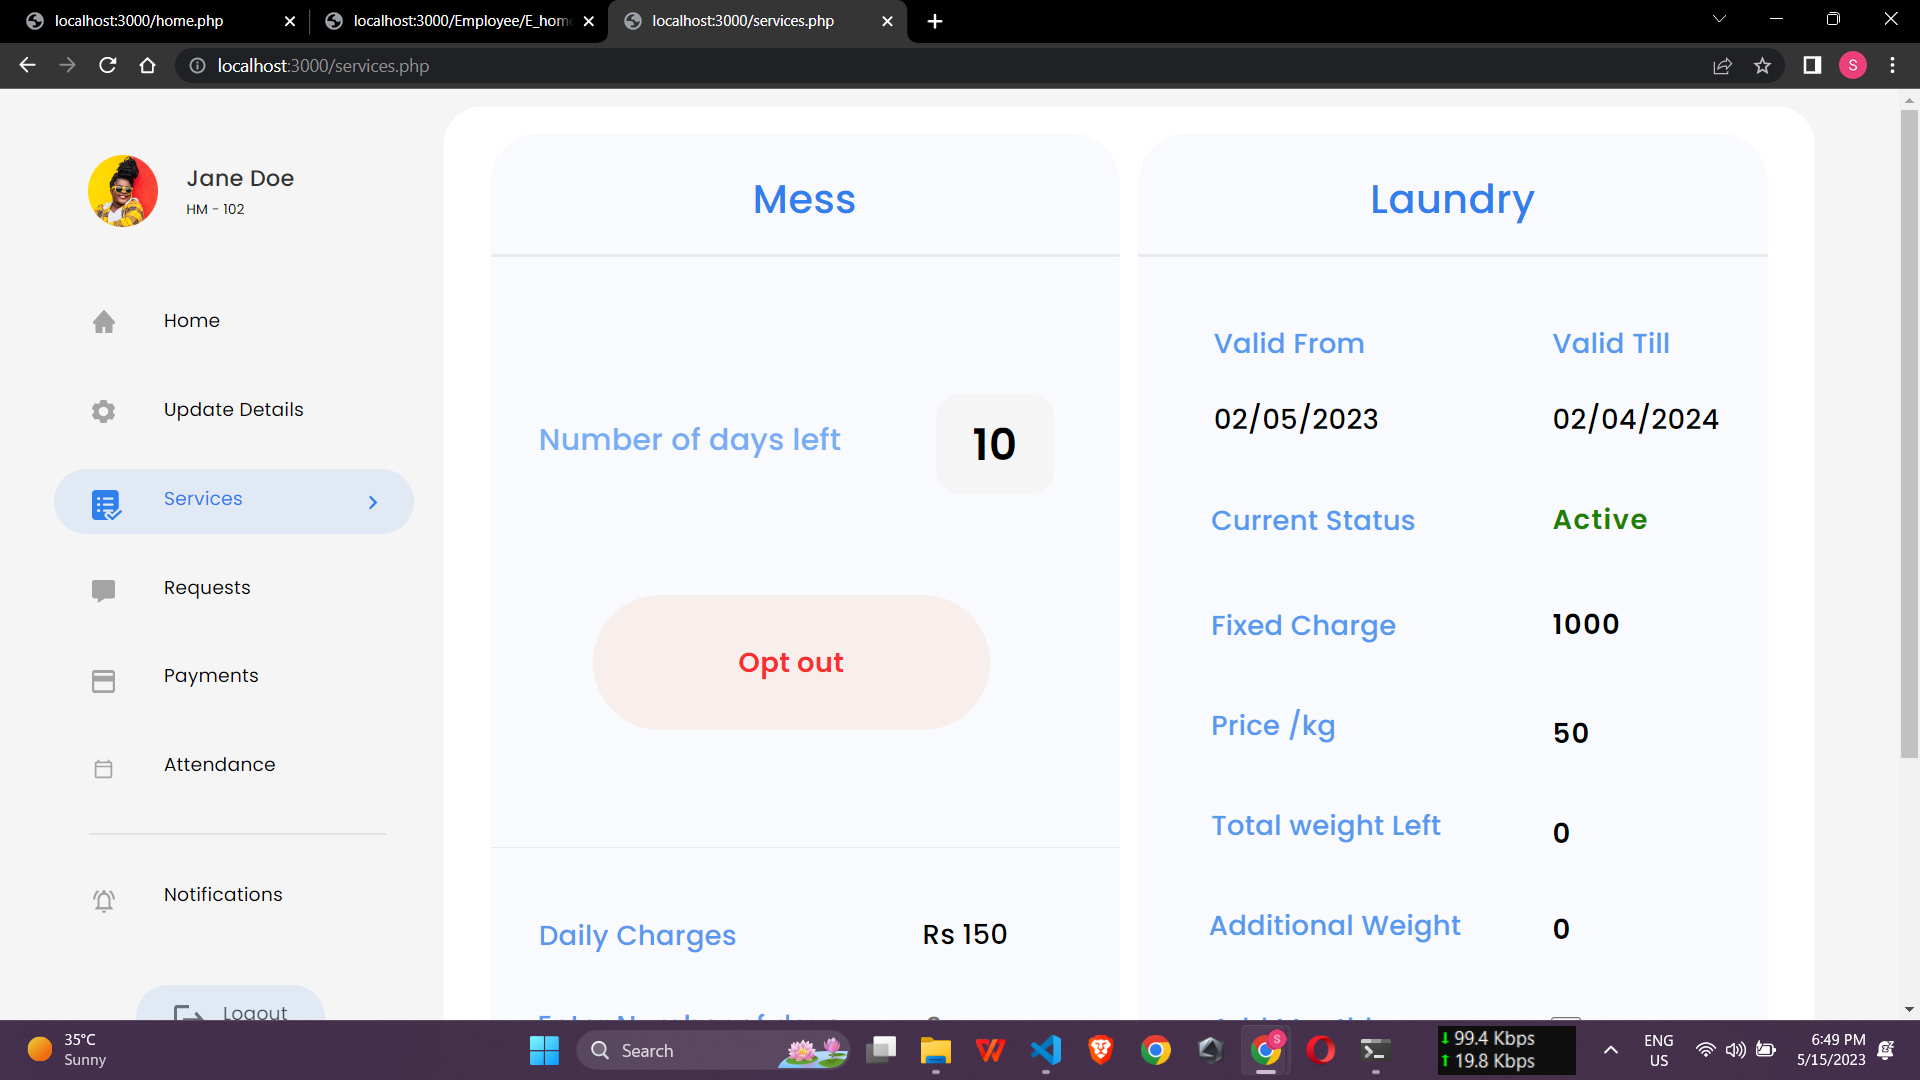 localhost:3000/home.php
localhost:3000/Employee/E_hom
localhost:3000/services.php
localhost:3000/services.php
S
Jane Doe
HM - 102
Home
Update Details
Services
Requests
Payments
Attendance
Notifications
Logout
Mess
Number of days left
10
Opt out
Daily Charges
Rs 150
Laundry
Valid From
Valid Till
02/05/2023
02/04/2024
Current Status
Active
Fixed Charge
1000
Price /kg
50
Total weight Left
0
Additional Weight
0
35°C
Sunny
Search
S
99.4 Kbps
19.8 Kbps
ENG
US
6:49 PM
5/15/2023